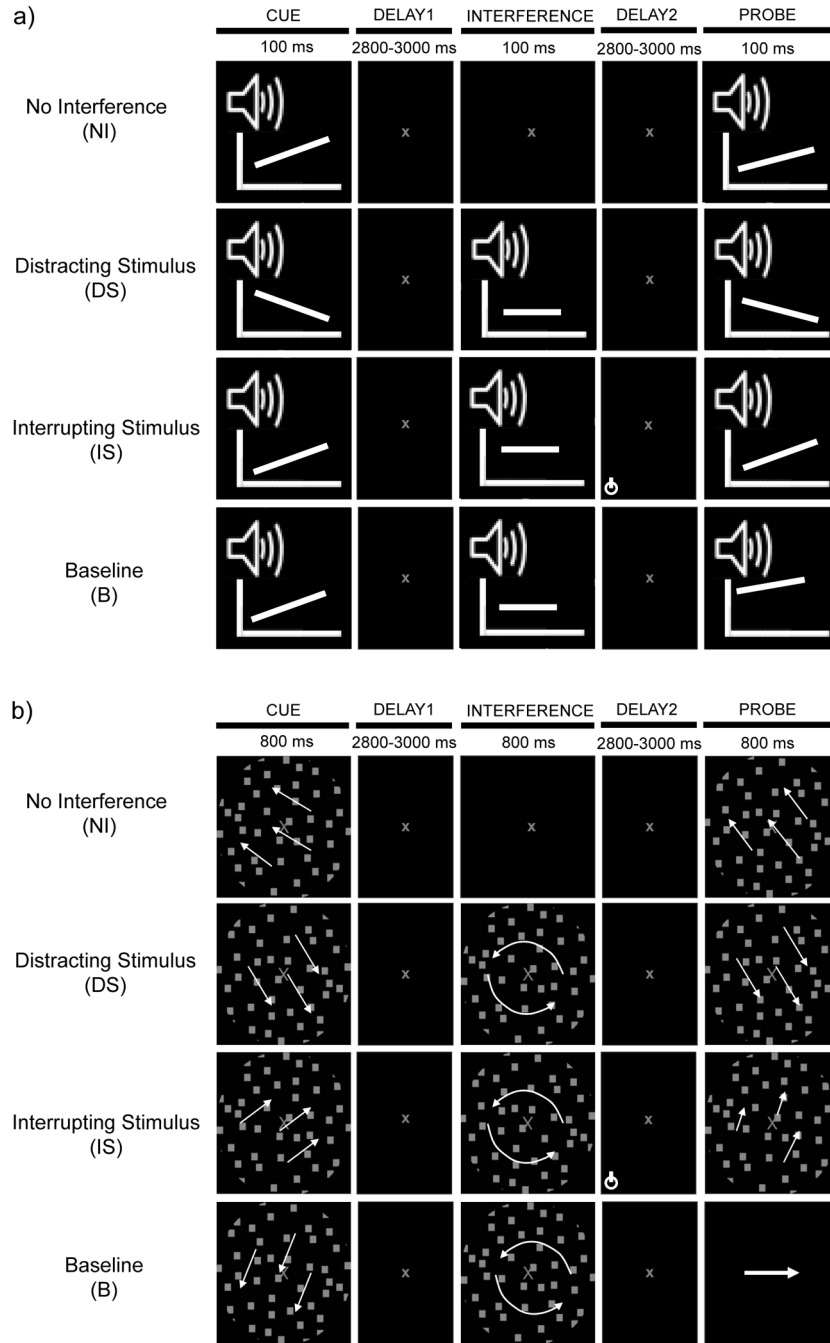 a)
CUE DELAY1 INTERFERENCE DELAY2 PROBE
100 ms 2800-3000 ms 100 ms 2800-3000 ms 100 ms
No Interference
(NI)
x x x
Distracting Stimulus
(DS)
x x
Interrupting Stimulus
(IS)
x x
Baseline
(B)
x x
b)
CUE DELAY1 INTERFERENCE DELAY2 PROBE
800 ms 2800-3000 ms 800 ms 2800-3000 ms 800 ms
No Interference
(NI)
X x x x X
Distracting Stimulus
(DS)
X x X x X
Interrupting Stimulus
(IS)
X x X x X
Baseline
(B)
X x X x